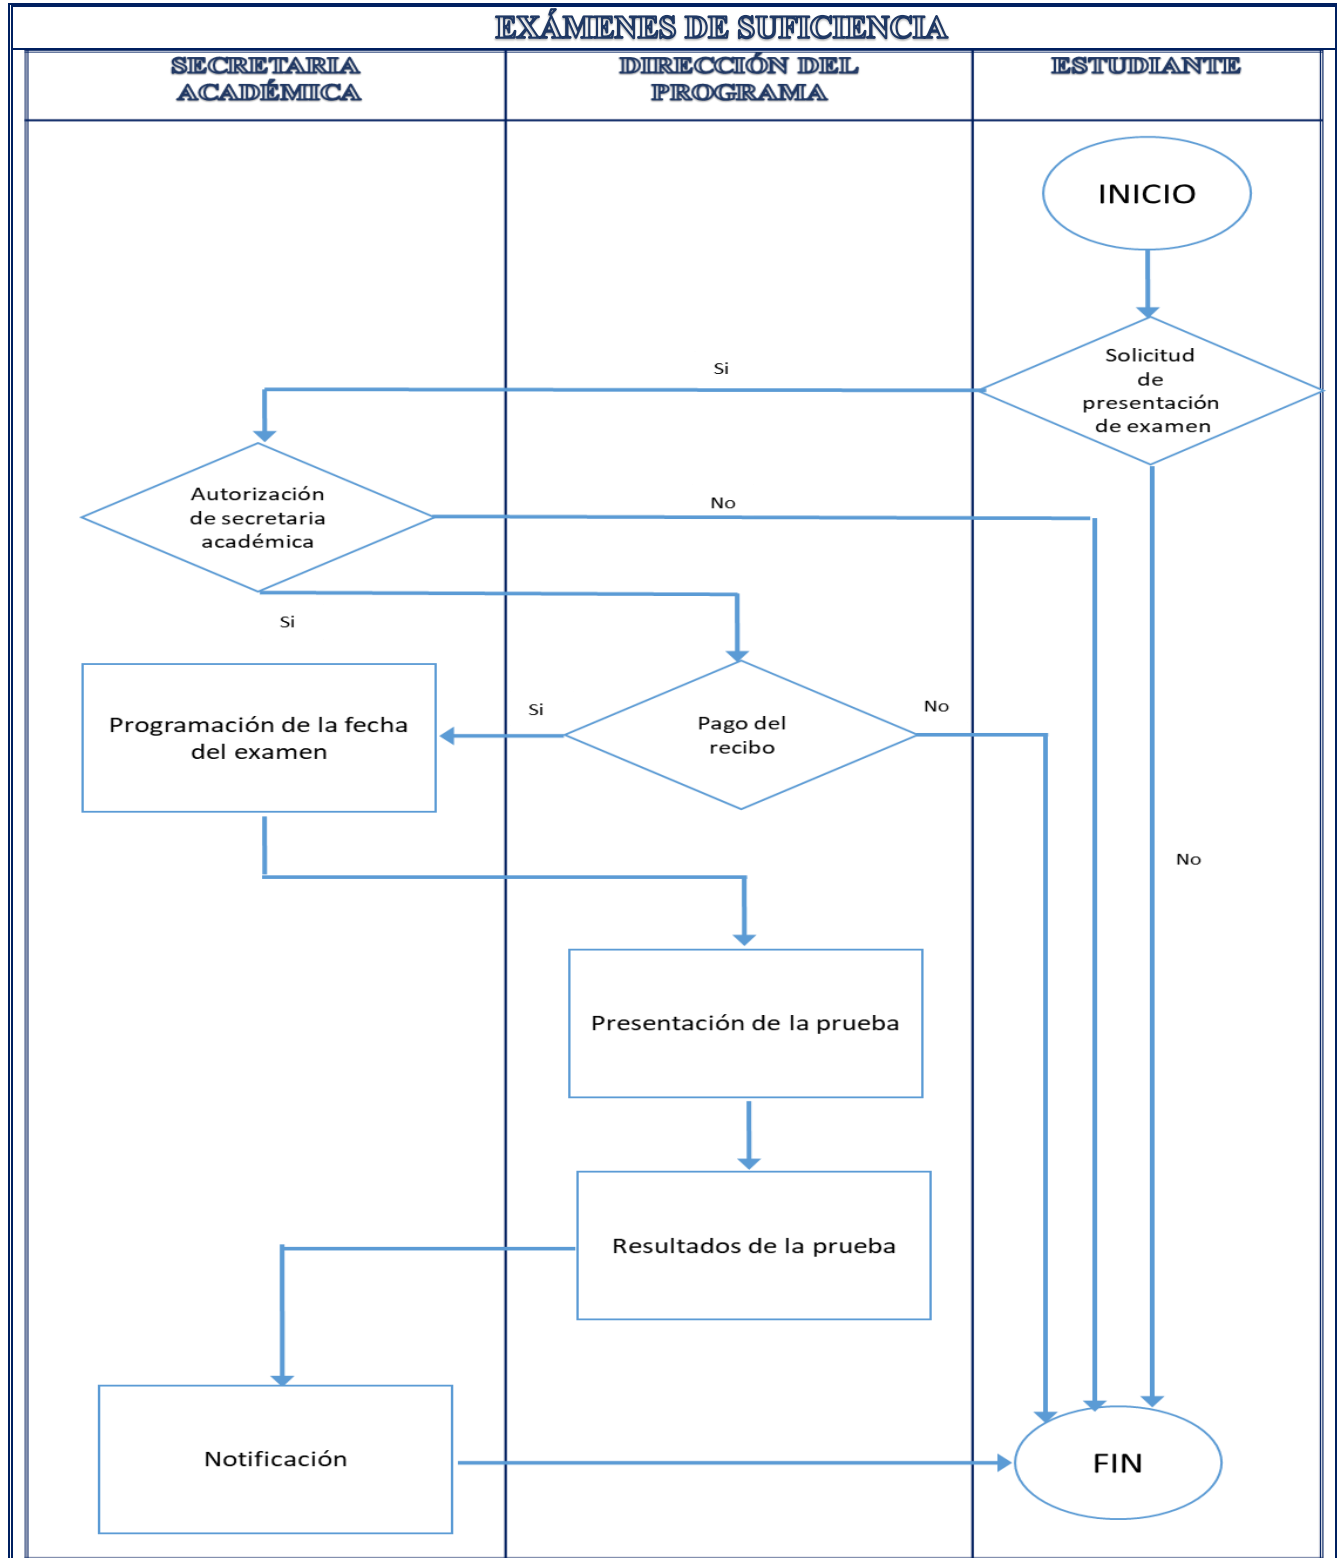 EXÁMENES DE SUFICIENCIA
SECRETARIA
ACADÉMICA
DIRECCIÓN DEL
PROGRAMA
ESTUDIANTE
INICIO
Solicitud
de
presentación
de examen
Si
Autorización
de secretaria
académica
No
Si
Programación de la fecha
del examen
Si
Pago del
recibo
No
No
Presentación de la prueba
Resultados de la prueba
Notificación
FIN